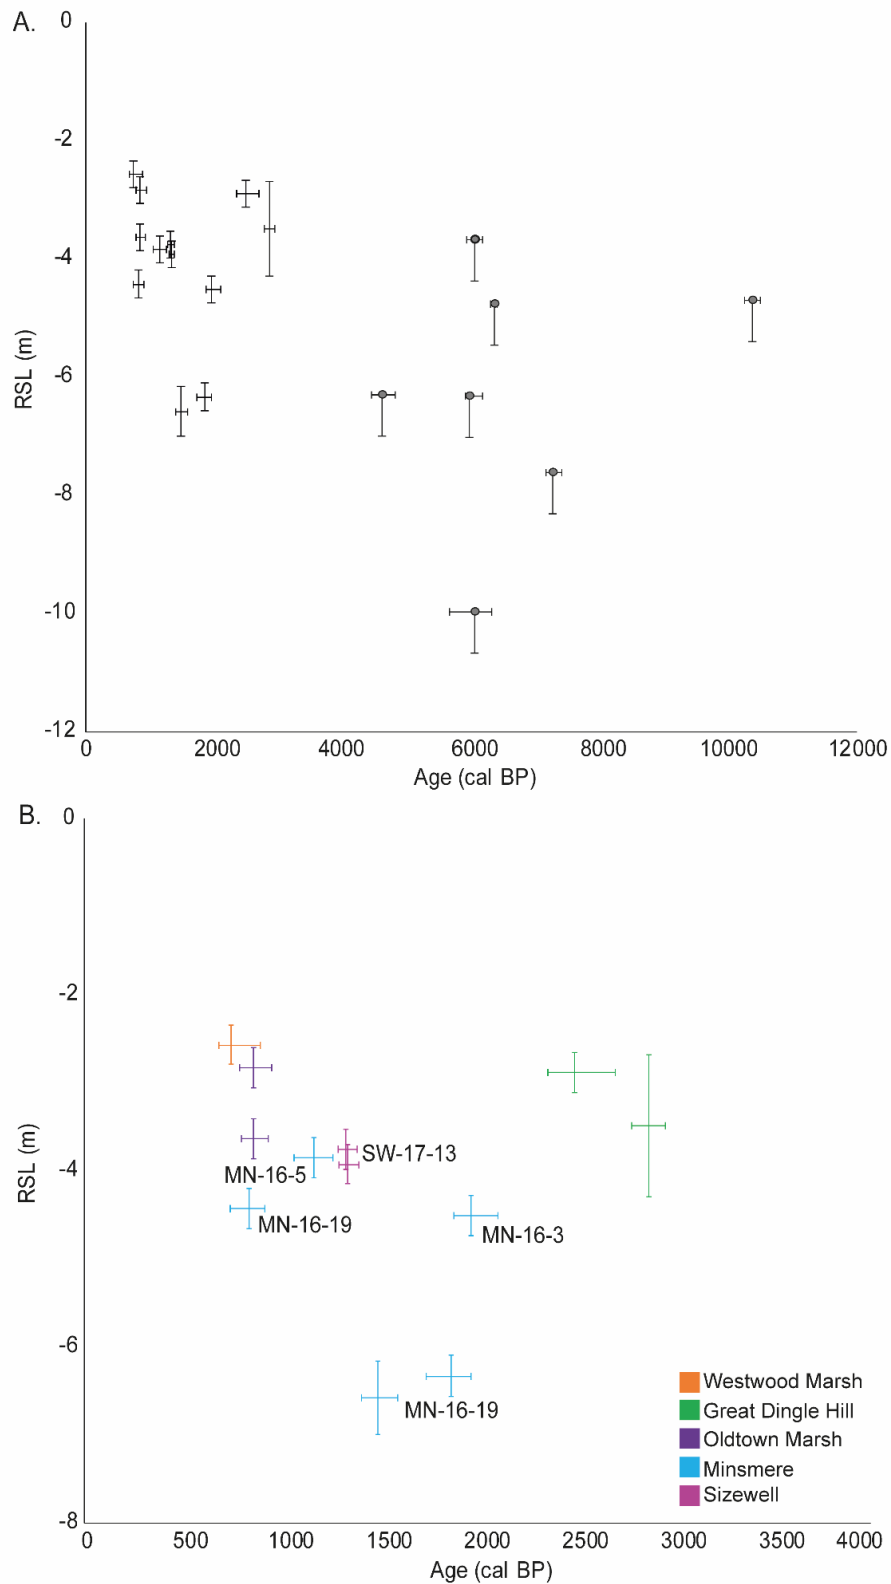 A.
0
-2
-4
-6
-8
-10
-12
RSL (m)
0 2000 4000 6000 8000 10000 12000
Age (cal BP)
B.
0
-2
-4
-6
-8
RSL (m)
SW-17-13
MN-16-5
MN-16-19
MN-16-3
MN-16-19
Westwood Marsh
Great Dingle Hill
Oldtown Marsh
Minsmere
Sizewell
0 500 1000 1500 2000 2500 3000 3500 4000
Age (cal BP)